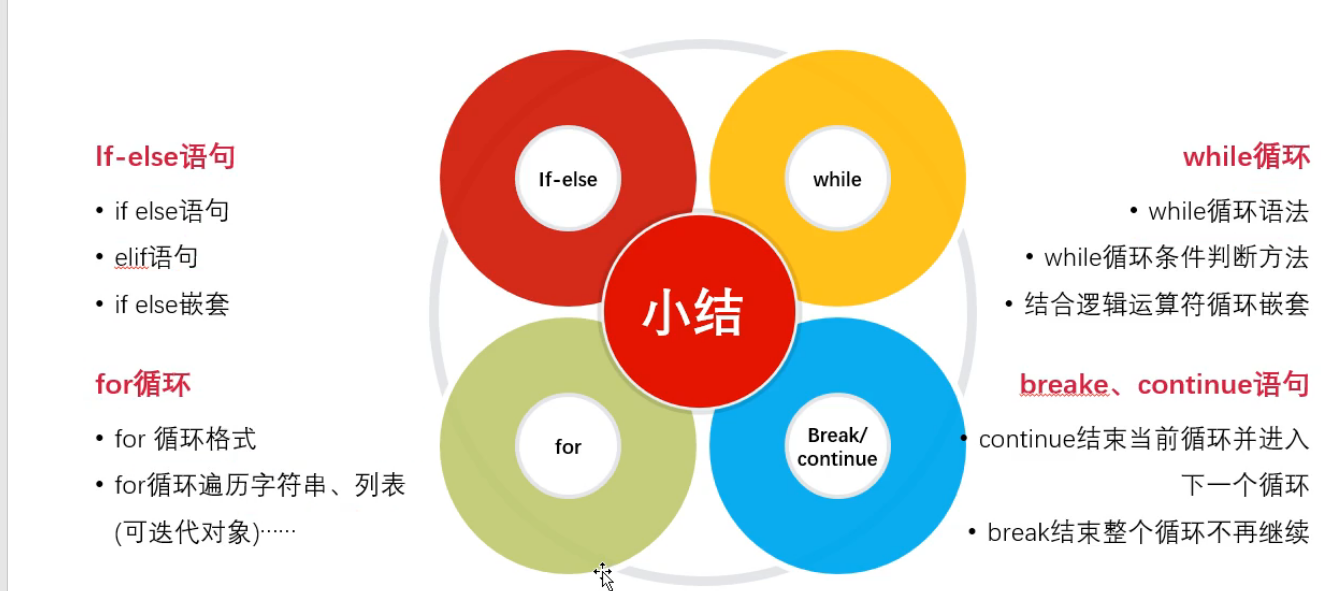 If-else语句
• if else语句
• elif语句
• if else嵌套
for循环
• for 循环格式
• for循环遍历字符串、列表
(可迭代对象)……
If-else
while
小结
for
Break/
continue
while循环
• while循环语法
• while循环条件判断方法
• 结合逻辑运算符循环嵌套
breake、continue语句
• continue结束当前循环并进入
下一个循环
• break结束整个循环不再继续